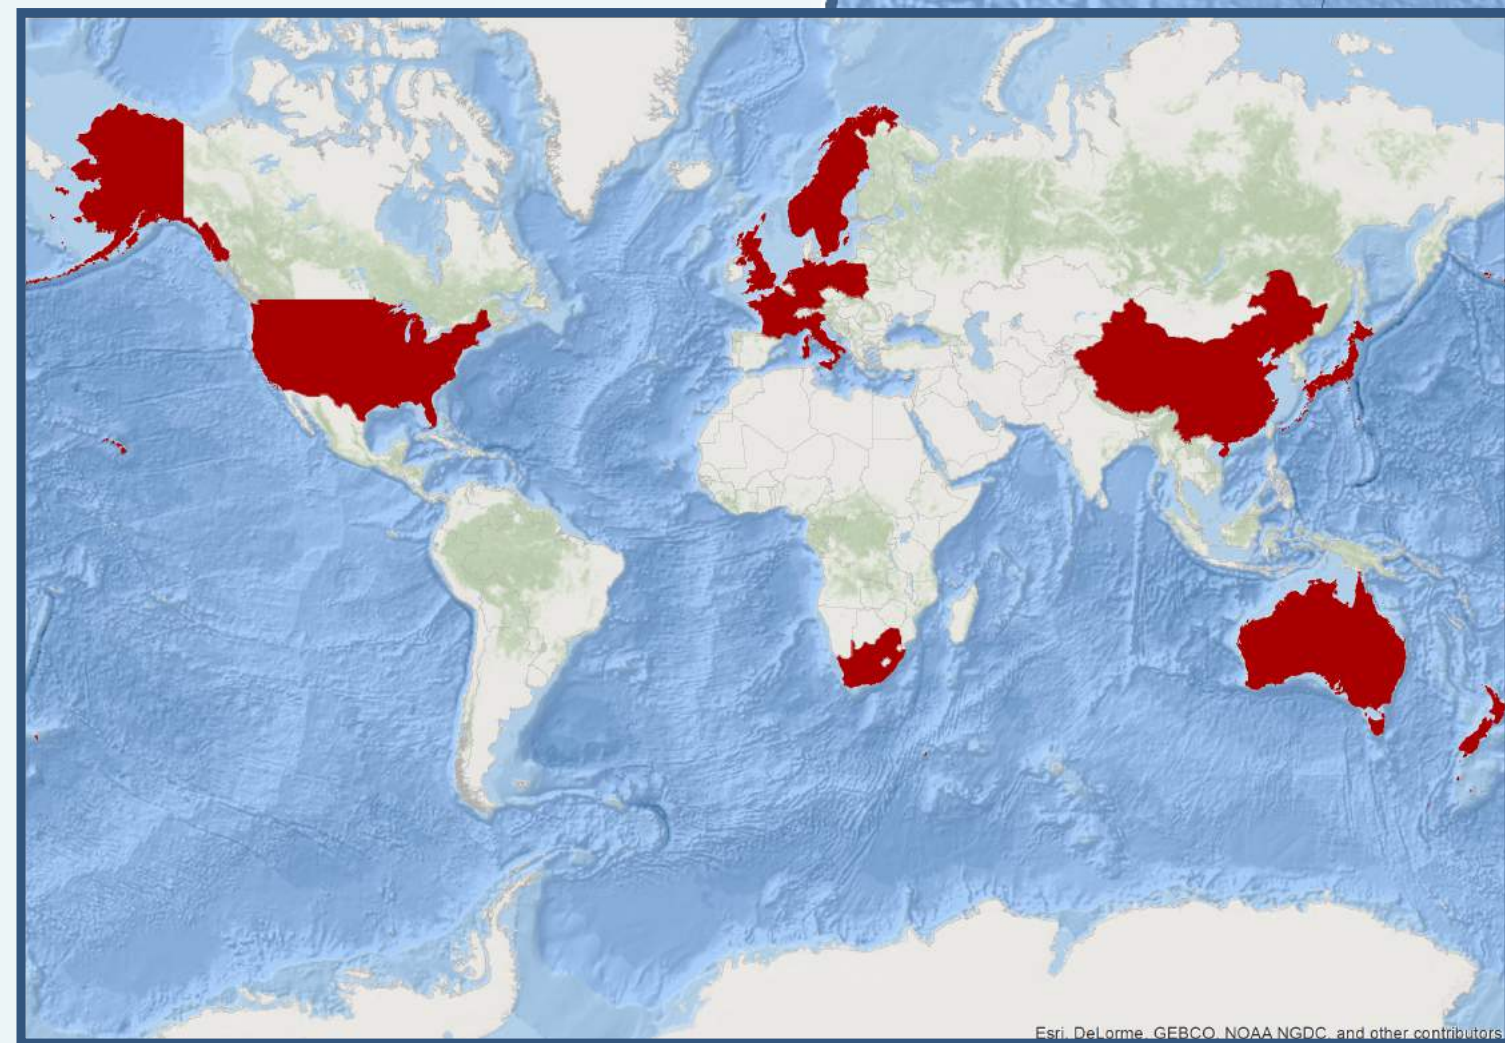 Esri, DeLorme, GEBCO, NOAA NGDC, and other contributors